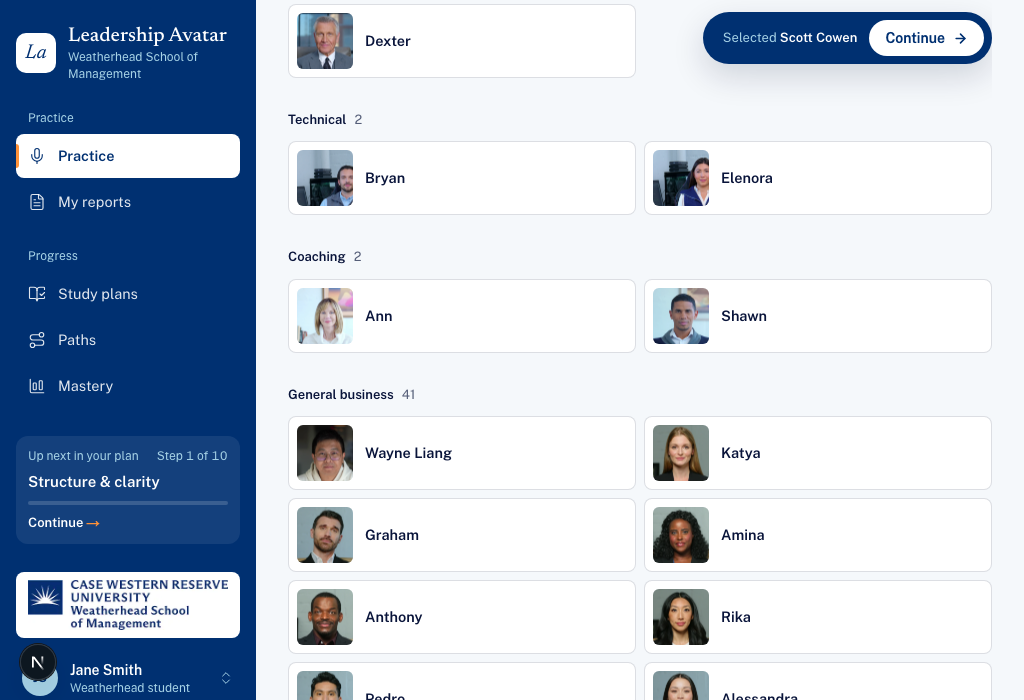 La
Leadership Avatar
Weatherhead School of
Management
Practice
Practice
My reports
Progress
Study plans
Paths
Mastery
Up next in your plan
Step 1 of 10
Structure & clarity
Continue →
CASE WESTERN RESERVE
UNIVERSITY
Weatherhead School
of Management
N
Jane Smith
Weatherhead student
Dexter
Selected Scott Cowen
Continue →
Technical 2
Bryan
Elenora
Coaching 2
Ann
Shawn
General business 41
Wayne Liang
Katya
Graham
Amina
Anthony
Rika
Pedro
Alessandra